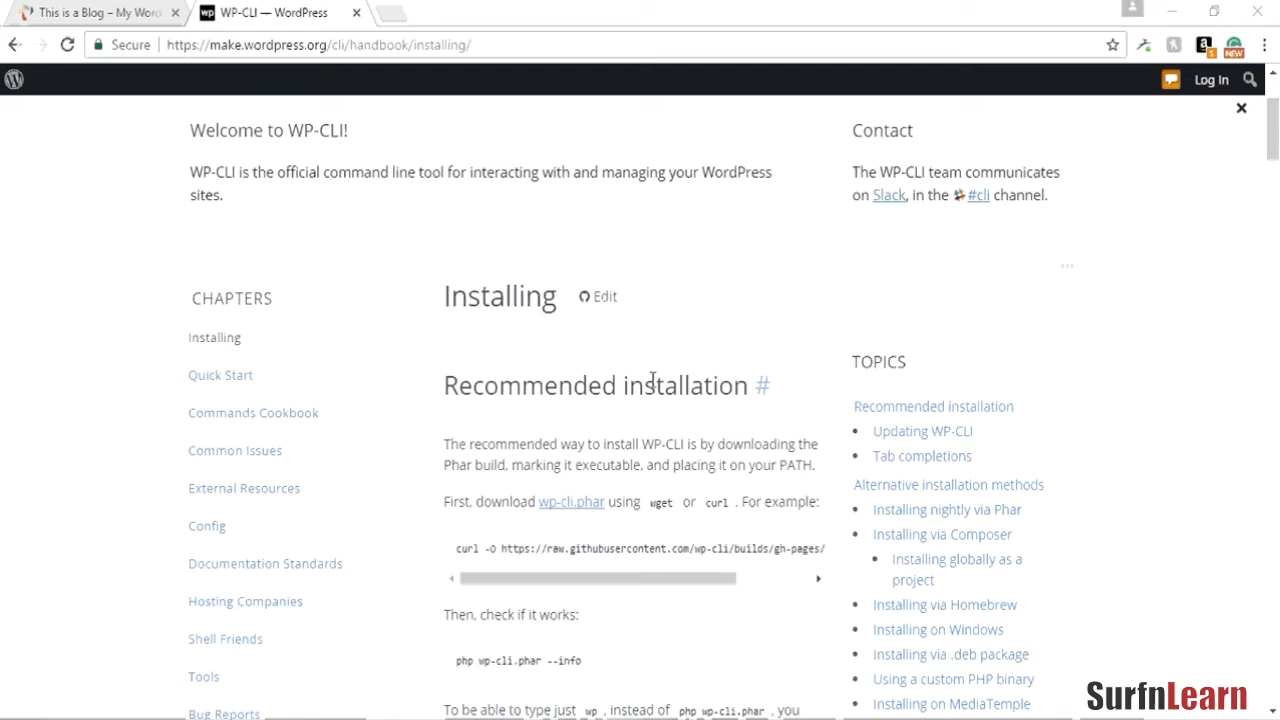 This is a Blog – My Wor
wp WP-CLI — WordPress
Secure https://make.wordpress.org/cli/handbook/installing/
5
NEW
Log In
Welcome to WP-CLI!
WP-CLI is the official command line tool for interacting with and managing your WordPress
sites.
Contact
The WP-CLI team communicates
on Slack, in the #cli channel.
...
CHAPTERS
Installing
Quick Start
Commands Cookbook
Common Issues
External Resources
Config
Documentation Standards
Hosting Companies
Shell Friends
Tools
Bug Reports
Installing Edit
Recommended installation #
The recommended way to install WP-CLI is by downloading the
Phar build, marking it executable, and placing it on your PATH.
First, download wp-cli.phar using wget or curl . For example:
curl -O https://raw.githubusercontent.com/wp-cli/builds/gh-pages/
Then, check if it works:
php wp-cli.phar --info
To be able to type just wp , instead of php wp-cli.phar , you
TOPICS
Recommended installation
Updating WP-CLI
Tab completions
Alternative installation methods
Installing nightly via Phar
Installing via Composer
Installing globally as a
project
Installing via Homebrew
Installing on Windows
Installing via .deb package
Using a custom PHP binary
Installing on MediaTemple
SurfnLearn